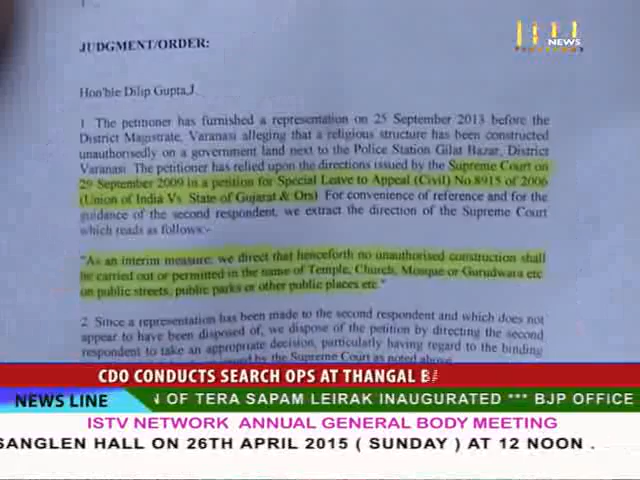 ISTV
NEWS
JUDGMENT/ORDER:
Hon'ble Dilip Gupta,J.
1 The petitioner has furnished a representation on 25 September 2013 before the
District Magistrate, Varanasi alleging that a religious structure has been constructed
unauthorisedly on a government land next to the Police Station Gilat Bazar, District
Varanasi. The petitioner has relied upon the directions issued by the Supreme Court on
29 September 2009 in a petition for Special Leave to Appeal (Civil) No.8915 of 2006
(Union of India Vs. State of Gujarat & Ors) For convenience of reference and for the
guidance of the second respondent, we extract the direction of the Supreme Court
which reads as follows:-
"As an interim measure, we direct that henceforth no unauthorised construction shall
be carried out or permitted in the name of Temple, Church, Mosque or Gurudwara etc
on public streets, public parks or other public places etc."
2 Since a representation has been made to the second respondent and which does not
appear to have been disposed of, we dispose of the petition by directing the second
respondent to take an appropriate decision, particularly having regard to the binding
by the Supreme Court as noted above
CDO CONDUCTS SEARCH OPS AT THANGAL
NEWS LINE
OF TERA SAPAM LEIRAK INAUGURATED *** BJP OFFICE
ISTV NETWORK ANNUAL GENERAL BODY MEETING
SANGLEN HALL ON 26TH APRIL 2015 ( SUNDAY ) AT 12 NOON .